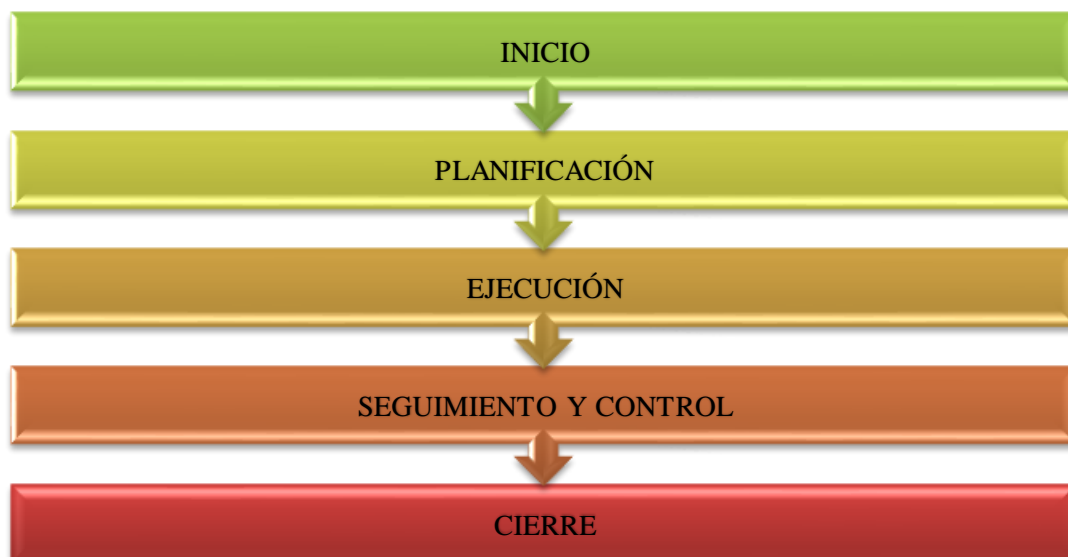 INICIO
PLANIFICACIÓN
EJECUCIÓN
SEGUIMIENTO Y CONTROL
CIERRE